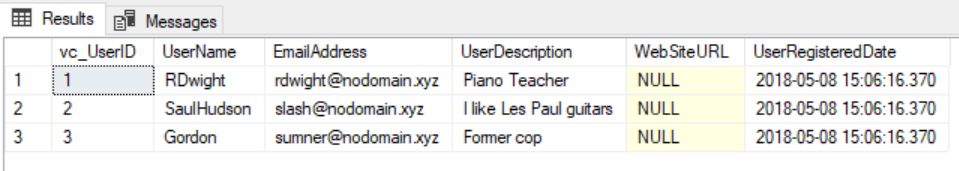 Results Messages
vc_UserID UserName EmailAddress UserDescription WebSiteURL UserRegisteredDate
1 1 RDwight rdwight@nodomain.xyz Piano Teacher NULL 2018-05-08 15:06:16.370
2 2 SaulHudson slash@nodomain.xyz I like Les Paul guitars NULL 2018-05-08 15:06:16.370
3 3 Gordon sumner@nodomain.xyz Former cop NULL 2018-05-08 15:06:16.370